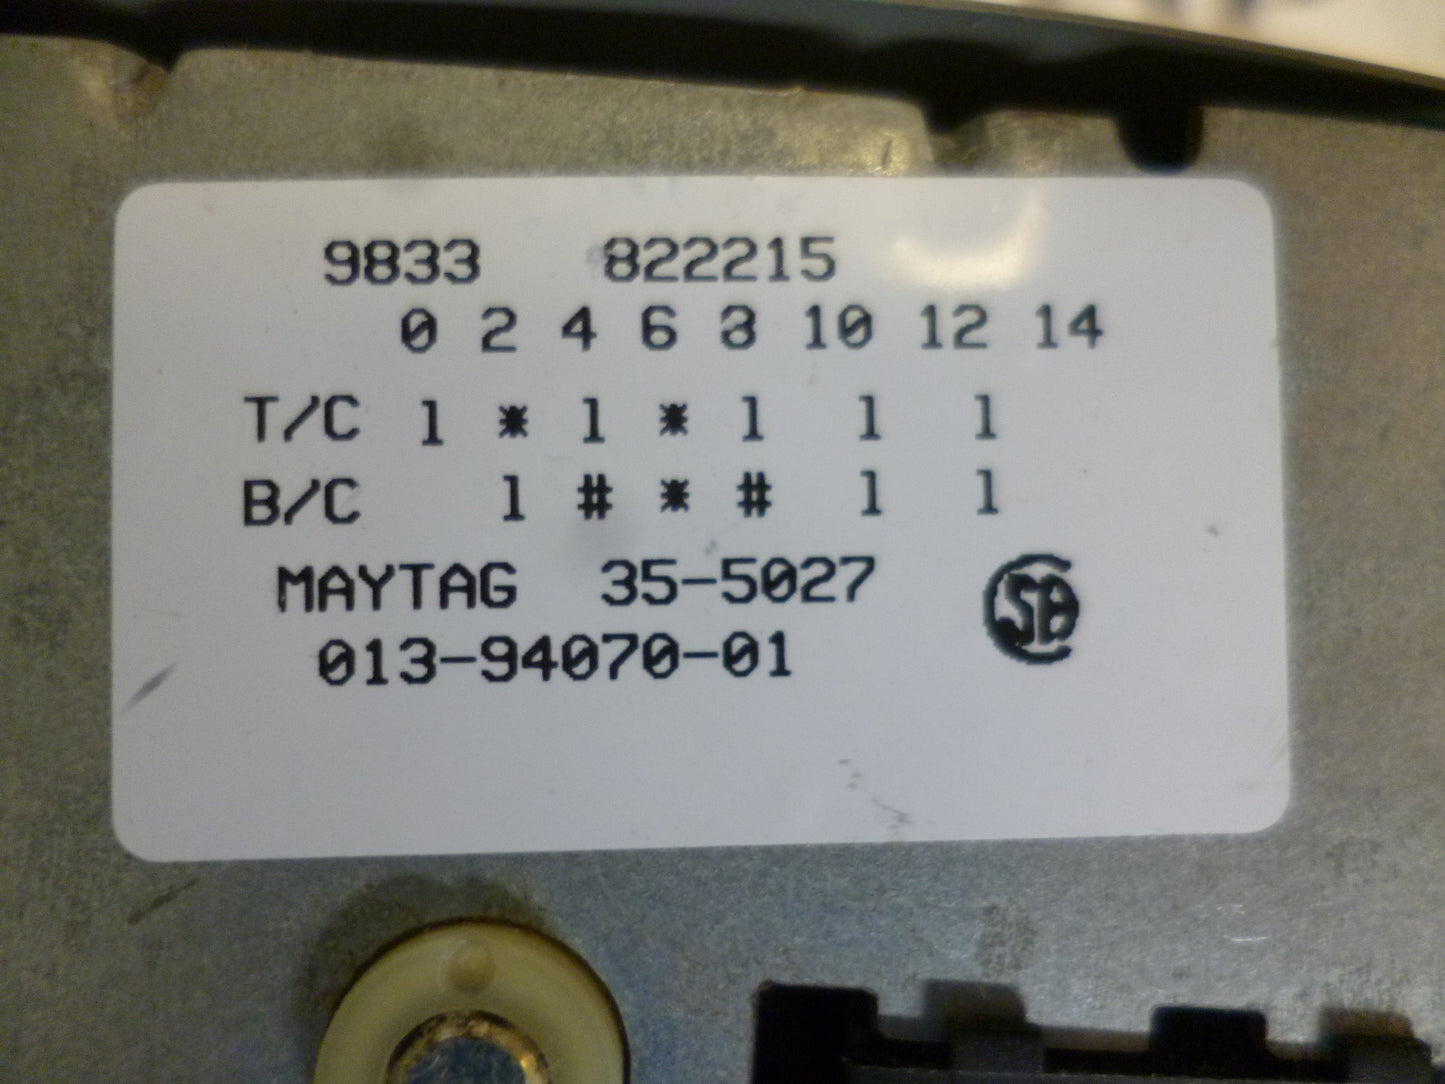 9833 822215
0 2 4 6 8 10 12 14
T/C 1 * 1 * 1 1 1
B/C 1 # * # 1 1
MAYTAG 35-5027
013-94070-01